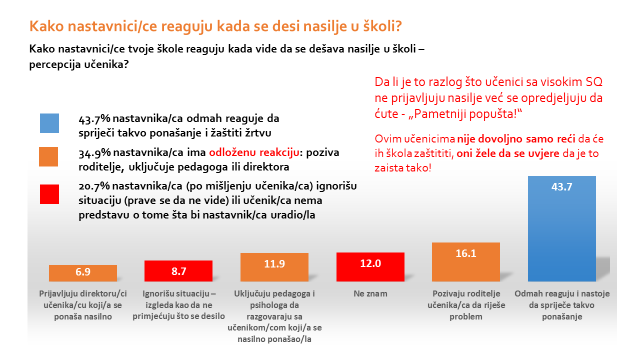 Kako nastavnici/ce reaguju kada se desi nasilje u školi?
Kako nastavnici/ce tvoje škole reaguju kada vide da se dešava nasilje u školi –
percepcija učenika?
Da li je to razlog što učenici sa visokim SQ
ne prijavljuju nasilje već se opredjeljuju da
ćute - „Pametniji popušta!“
Ovim učenicima nije dovoljno samo reći da će
ih škola zaštititi, oni žele da se uvjere da je to
zaista tako!
43.7% nastavnika/ca odmah reaguje da
spriječi takvo ponašanje i žaštiti žrtvu
34.9% nastavnika/ca ima odloženu reakciju: poziva
roditelje, uključuje pedagoga ili direktora
20.7% nastavnika/ca (po mišljenju učenika/ca) ignorišu
situaciju (prave se da ne vide) ili učenik/ca nema
predstavu o tome šta bi nastavnik/ca uradio/la
6.9
8.7
11.9
12.0
16.1
43.7
Prijavljuju direktoru/ci
učenika/cu koji/a se
ponaša nasilno
Ignorišu situaciju –
izgleda kao da ne
primjećuju što se desilo
Uključuju pedagoga i
psihologa da
razgovaraju sa
učenikom/com koji/a se
nasilno ponašao/la
Ne znam
Pozivaju roditelje
učenika/ca da riješe
problem
Odmah reaguju i nastoje
da spriječe takvo
ponašanje